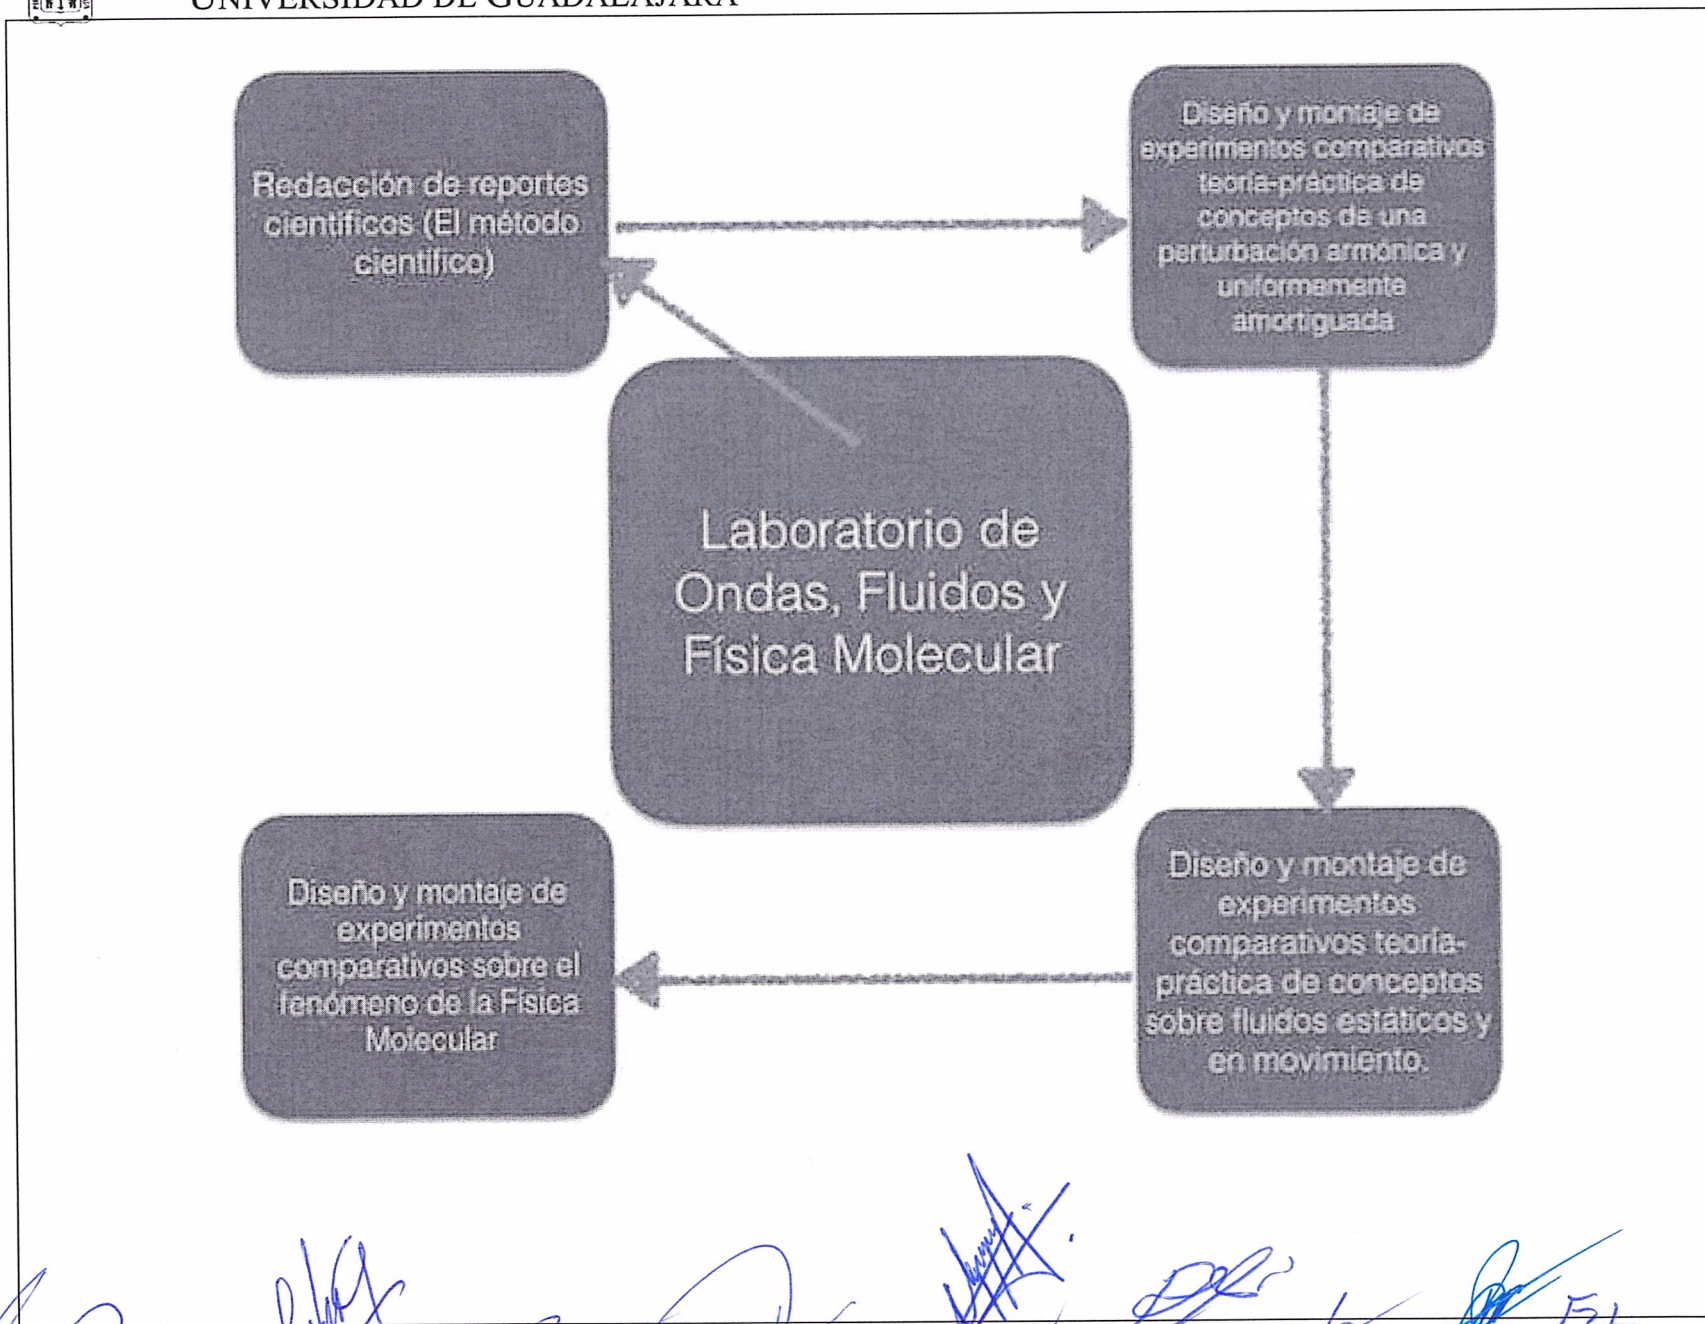 UNIVERSIDAD DE GUADALAJARA
Redacción de reportes
científicos (El método
científico)
Diseño y montaje de
experimentos comparativos
teoría-práctica de
conceptos de una
perturbación armónica y
uniformemente
amortiguada
Laboratorio de
Ondas, Fluidos y
Física Molecular
Diseño y montaje de
experimentos
comparativos sobre el
fenómeno de la Física
Molecular
Diseño y montaje de
experimentos
comparativos teoría-
práctica de conceptos
sobre fluidos estáticos y
en movimiento.